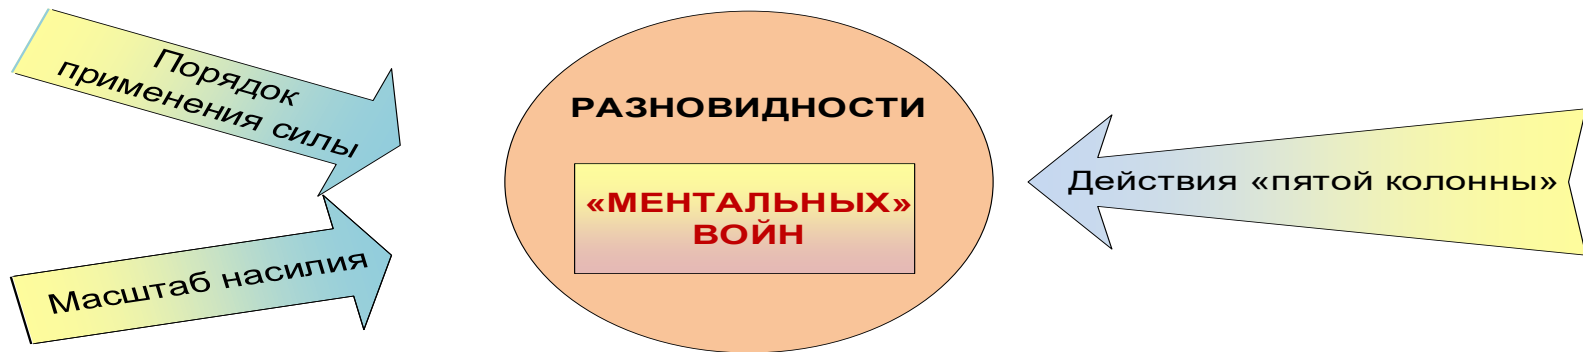 Порядок
применения силы
Масштаб насилия
РАЗНОВИДНОСТИ
«МЕНТАЛЬНЫХ»
ВОЙН
Действия «пятой колонны»